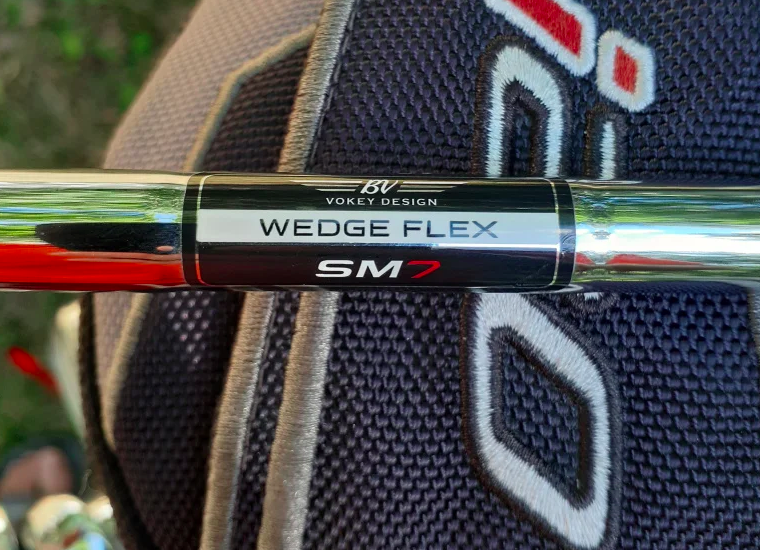 BV
VOKEY DESIGN
WEDGE FLEX
SM7